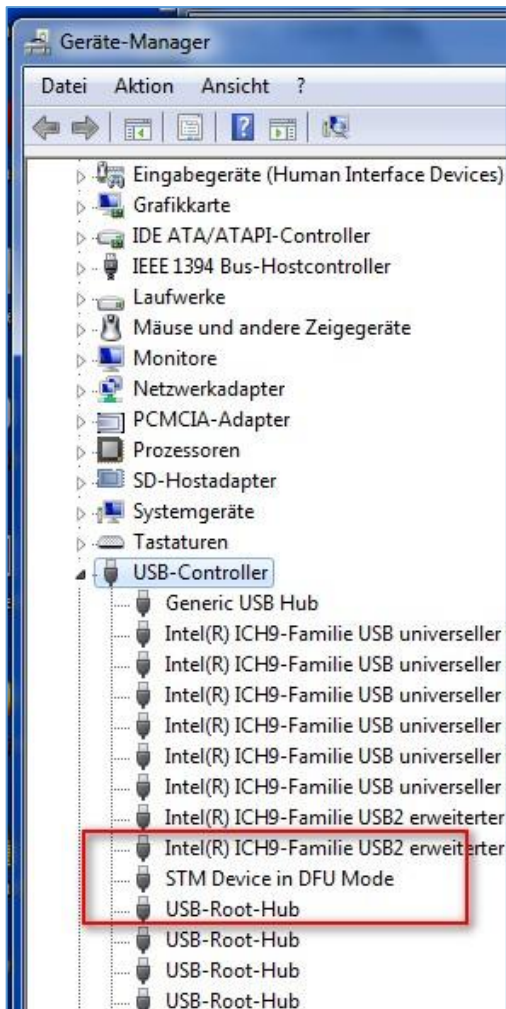 Geräte-Manager
Datei Aktion Ansicht ?
Eingabegeräte (Human Interface Devices)
Grafikkarte
IDE ATA/ATAPI-Controller
IEEE 1394 Bus-Hostcontroller
Laufwerke
Mäuse und andere Zeigegeräte
Monitore
Netzwerkadapter
PCMCIA-Adapter
Prozessoren
SD-Hostadapter
Systemgeräte
Tastaturen
USB-Controller
Generic USB Hub
Intel(R) ICH9-Familie USB universeller
Intel(R) ICH9-Familie USB universeller
Intel(R) ICH9-Familie USB universeller
Intel(R) ICH9-Familie USB universeller
Intel(R) ICH9-Familie USB universeller
Intel(R) ICH9-Familie USB universeller
Intel(R) ICH9-Familie USB2 erweiterter
Intel(R) ICH9-Familie USB2 erweiterter
STM Device in DFU Mode
USB-Root-Hub
USB-Root-Hub
USB-Root-Hub
USB-Root-Hub